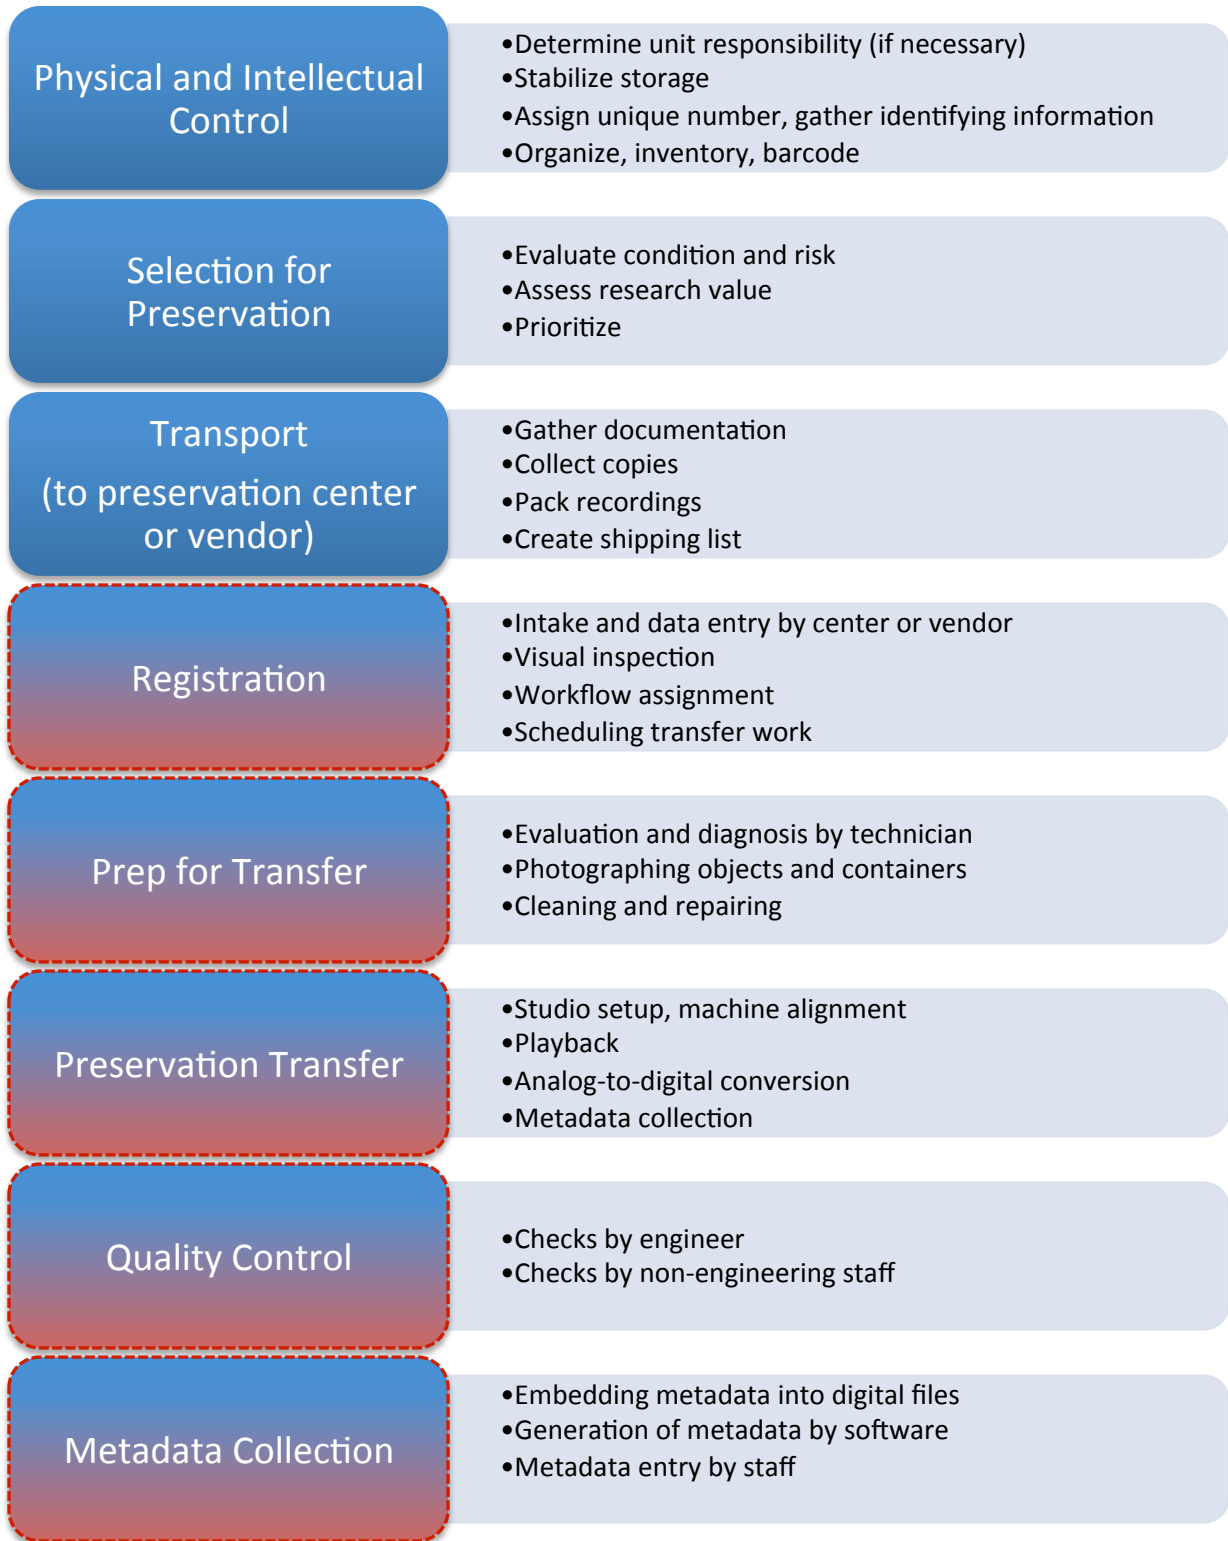 Physical and Intellectual
Control
•Determine unit responsibility (if necessary)
•Stabilize storage
•Assign unique number, gather identifying information
•Organize, inventory, barcode
Selection for
Preservation
•Evaluate condition and risk
•Assess research value
•Prioritize
Transport
(to preservation center
or vendor)
•Gather documentation
•Collect copies
•Pack recordings
•Create shipping list
Registration
•Intake and data entry by center or vendor
•Visual inspection
•Workflow assignment
•Scheduling transfer work
Prep for Transfer
•Evaluation and diagnosis by technician
•Photographing objects and containers
•Cleaning and repairing
Preservation Transfer
•Studio setup, machine alignment
•Playback
•Analog-to-digital conversion
•Metadata collection
Quality Control
•Checks by engineer
•Checks by non-engineering staff
Metadata Collection
•Embedding metadata into digital files
•Generation of metadata by software
•Metadata entry by staff